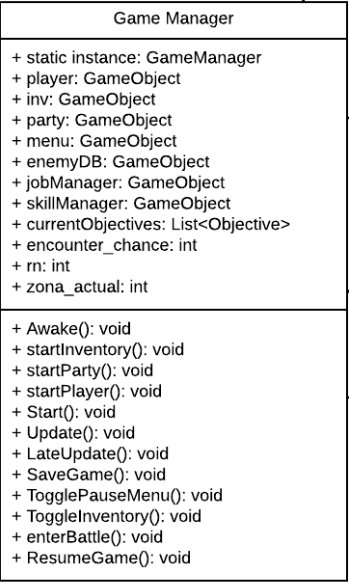 Game Manager
+ static instance: GameManager
+ player: GameObject
+ inv: GameObject
+ party: GameObject
+ menu: GameObject
+ enemyDB: GameObject
+ jobManager: GameObject
+ skillManager: GameObject
+ currentObjectives: List<Objective>
+ encounter_chance: int
+ rn: int
+ zona_actual: int
+ Awake(): void
+ startInventory(): void
+ startParty(): void
+ startPlayer(): void
+ Start(): void
+ Update(): void
+ LateUpdate(): void
+ SaveGame(): void
+ TogglePauseMenu(): void
+ ToggleInventory(): void
+ enterBattle(): void
+ ResumeGame(): void